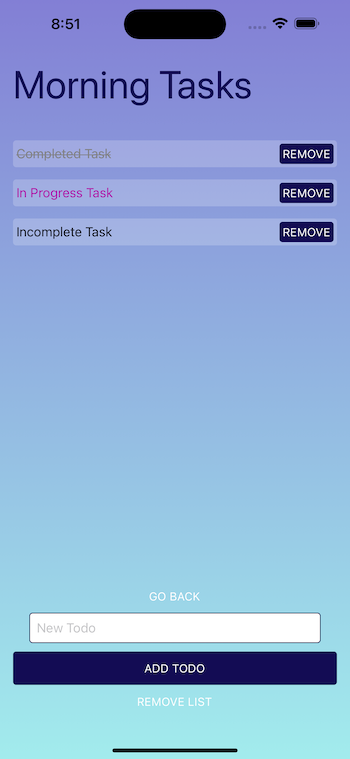 8:51
Morning Tasks
Completed Task REMOVE
In Progress Task REMOVE
Incomplete Task REMOVE
GO BACK
New Todo
ADD TODO
REMOVE LIST